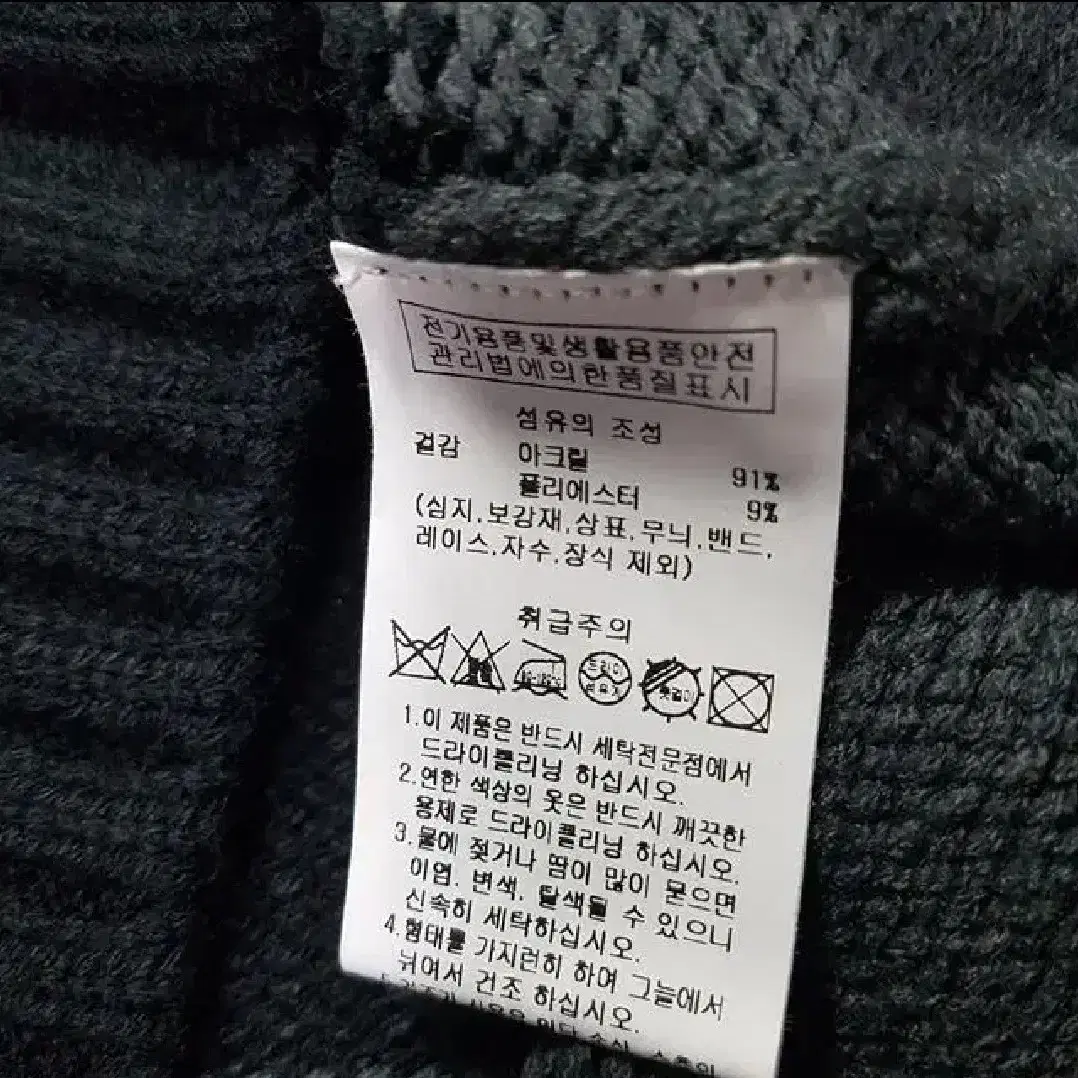 전기용품및생활용품안전
관리법에의한품질표시
섬유의 조성
겉감 아크릴 91%
폴리에스터 9%
(심지,보강재,상표,무늬,밴드,
레이스,자수,장식 제외)
취급주의
드라이
옷걸이
1.이 제품은 반드시 세탁전문점에서
드라이클리닝 하십시오.
2.연한 색상의 옷은 반드시 깨끗한
용제로 드라이클리닝 하십시오.
3.물에 젖거나 땀이 많이 묻으면
이염. 변색. 탈색될 수 있으니
신속히 세탁하십시오.
4.형태를 가지런히 하여 그늘에서
뉘어서 건조 하십시오.